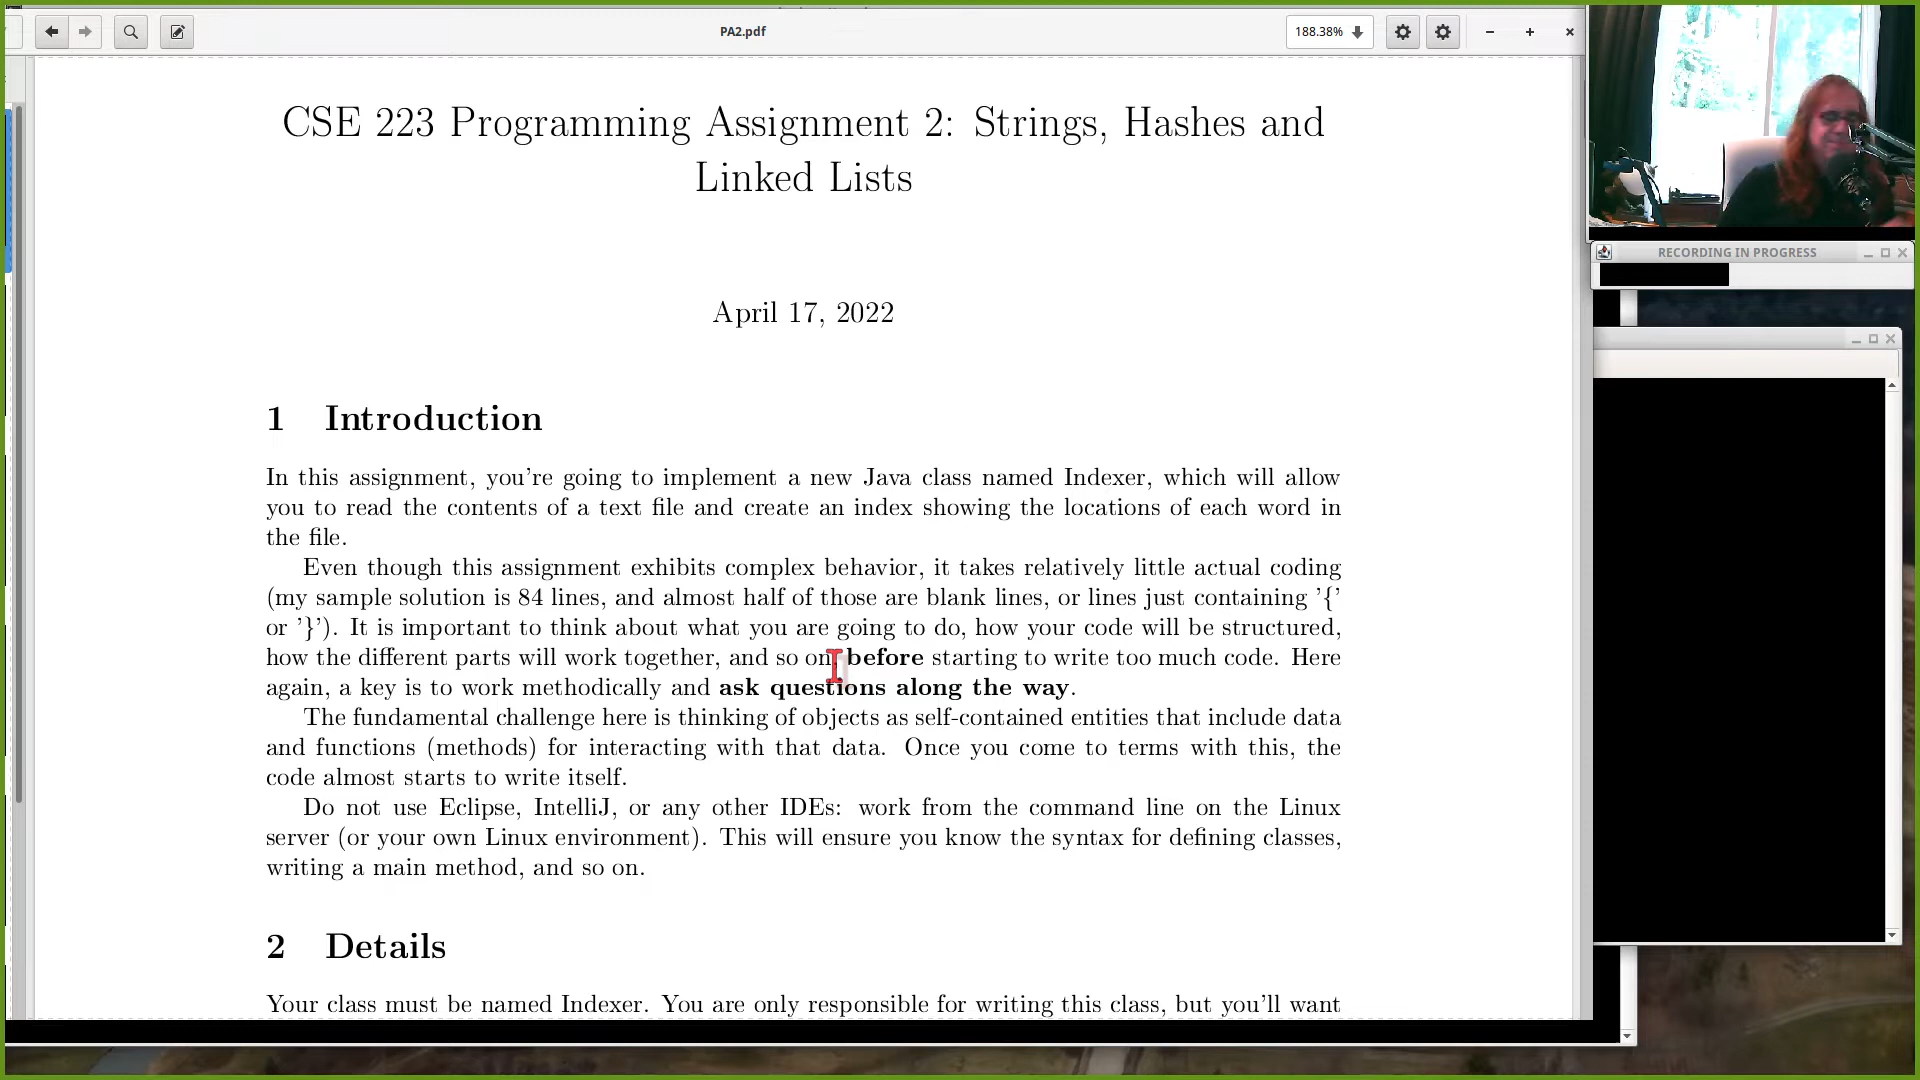 PA2.pdf
188.38%
CSE 223 Programming Assignment 2: Strings, Hashes and
Linked Lists
April 17, 2022
1 Introduction
In this assignment, you're going to implement a new Java class named Indexer, which will allow
you to read the contents of a text file and create an index showing the locations of each word in
the file.
Even though this assignment exhibits complex behavior, it takes relatively little actual coding
(my sample solution is 84 lines, and almost half of those are blank lines, or lines just containing '{'
or '}'). It is important to think about what you are going to do, how your code will be structured,
how the different parts will work together, and so on, before starting to write too much code. Here
again, a key is to work methodically and ask questions along the way.
The fundamental challenge here is thinking of objects as self-contained entities that include data
and functions (methods) for interacting with that data. Once you come to terms with this, the
code almost starts to write itself.
Do not use Eclipse, IntelliJ, or any other IDEs: work from the command line on the Linux
server (or your own Linux environment). This will ensure you know the syntax for defining classes,
writing a main method, and so on.
2 Details
Your class must be named Indexer. You are only responsible for writing this class, but you'll want
RECORDING IN PROGRESS